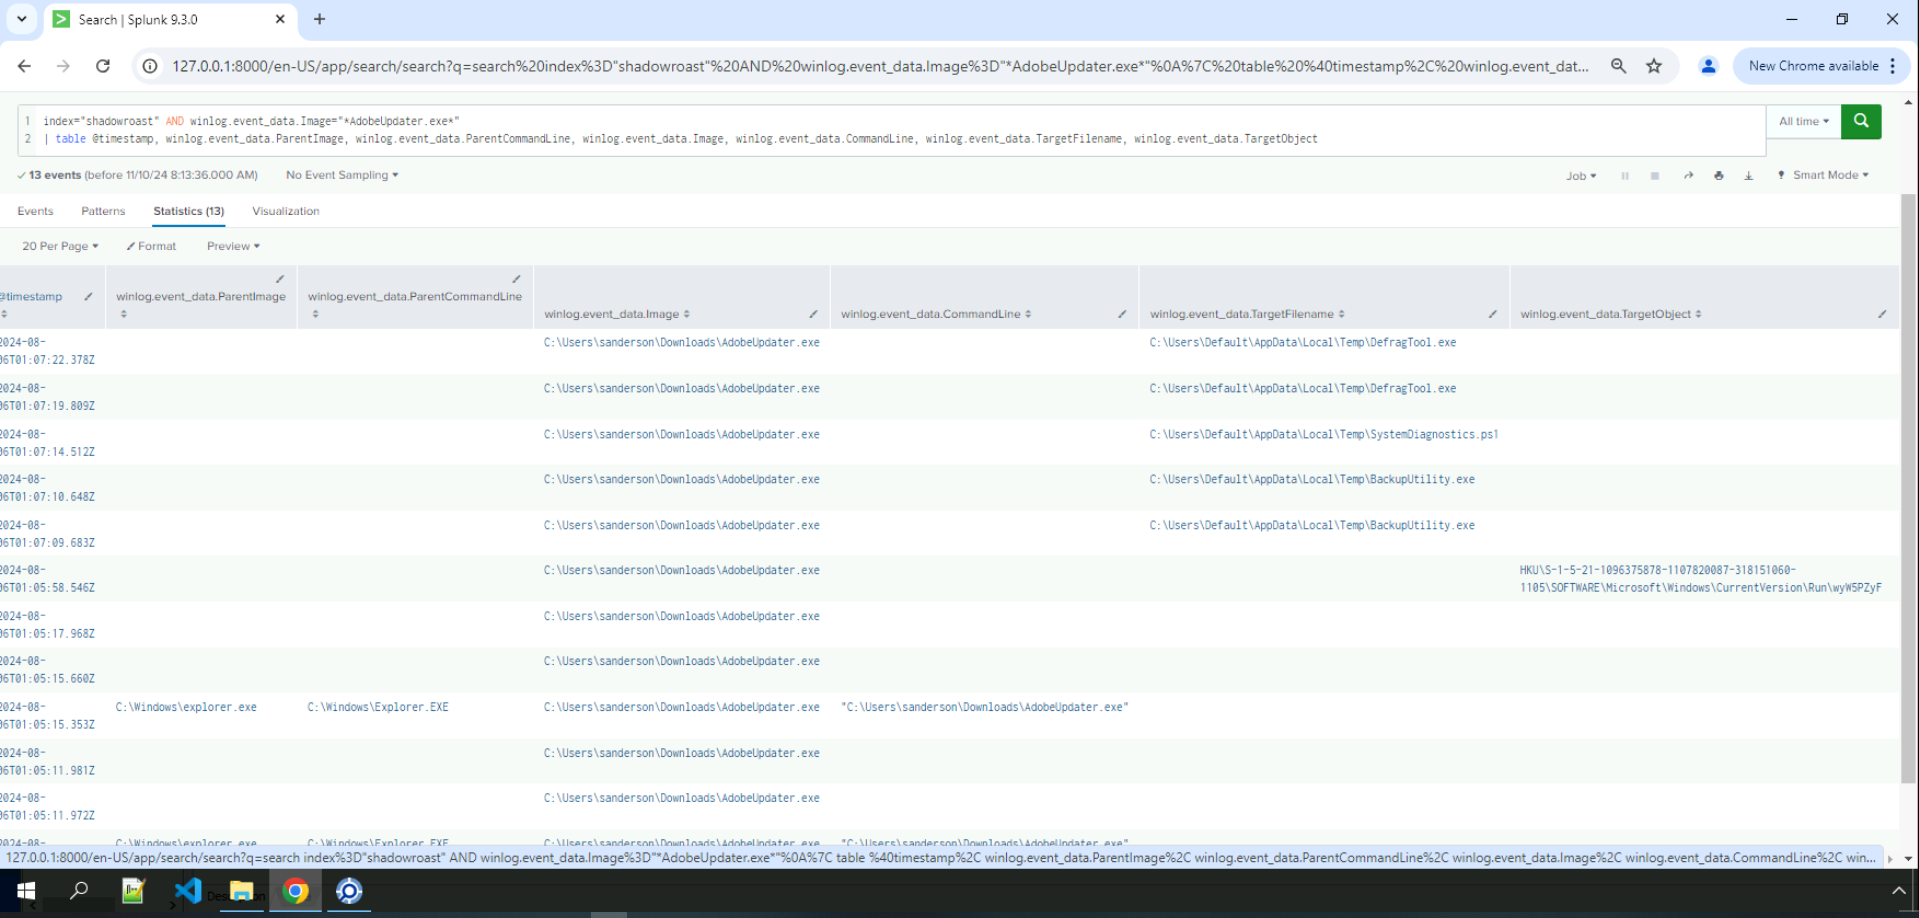 Search | Splunk 9.3.0
127.0.0.1:8000/en-US/app/search/search?q=search%20index%3D"shadowroast"%20AND%20winlog.event_data.Image%3D"*AdobeUpdater.exe*"%0A%7C%20table%20%40timestamp%2C%20winlog.event_dat...
New Chrome available
1 index="shadowroast" AND winlog.event_data.Image="*AdobeUpdater.exe*"
2 | table @timestamp, winlog.event_data.ParentImage, winlog.event_data.ParentCommandLine, winlog.event_data.Image, winlog.event_data.CommandLine, winlog.event_data.TargetFilename, winlog.event_data.TargetObject
All time
13 events (before 11/10/24 8:13:36.000 AM) No Event Sampling
Job Smart Mode
Events Patterns Statistics (13) Visualization
20 Per Page Format Preview
@timestamp winlog.event_data.ParentImage winlog.event_data.ParentCommandLine winlog.event_data.Image winlog.event_data.CommandLine winlog.event_data.TargetFilename winlog.event_data.TargetObject
2024-08- C:\Users\sanderson\Downloads\AdobeUpdater.exe C:\Users\Default\AppData\Local\Temp\DefragTool.exe
06T01:07:22.378Z
2024-08- C:\Users\sanderson\Downloads\AdobeUpdater.exe C:\Users\Default\AppData\Local\Temp\DefragTool.exe
06T01:07:19.809Z
2024-08- C:\Users\sanderson\Downloads\AdobeUpdater.exe C:\Users\Default\AppData\Local\Temp\SystemDiagnostics.ps1
06T01:07:14.512Z
2024-08- C:\Users\sanderson\Downloads\AdobeUpdater.exe C:\Users\Default\AppData\Local\Temp\BackupUtility.exe
06T01:07:10.648Z
2024-08- C:\Users\sanderson\Downloads\AdobeUpdater.exe C:\Users\Default\AppData\Local\Temp\BackupUtility.exe
06T01:07:09.683Z
2024-08- C:\Users\sanderson\Downloads\AdobeUpdater.exe HKU\S-1-5-21-1096375878-1107820087-318151060-
06T01:05:58.546Z 1105\SOFTWARE\Microsoft\Windows\CurrentVersion\Run\wyW5PZyF
2024-08- C:\Users\sanderson\Downloads\AdobeUpdater.exe
06T01:05:17.968Z
2024-08- C:\Users\sanderson\Downloads\AdobeUpdater.exe
06T01:05:15.660Z
2024-08- C:\Windows\explorer.exe C:\Windows\Explorer.EXE C:\Users\sanderson\Downloads\AdobeUpdater.exe "C:\Users\sanderson\Downloads\AdobeUpdater.exe"
06T01:05:15.353Z
2024-08- C:\Users\sanderson\Downloads\AdobeUpdater.exe
06T01:05:11.981Z
2024-08- C:\Users\sanderson\Downloads\AdobeUpdater.exe
06T01:05:11.972Z
2024-08- C:\Windows\explorer.exe C:\Windows\Explorer.EXE C:\Users\sanderson\Downloads\AdobeUpdater.exe "C:\Users\sanderson\Downloads\AdobeUpdater.exe"
127.0.0.1:8000/en-US/app/search/search?q=search index%3D"shadowroast" AND winlog.event_data.Image%3D"*AdobeUpdater.exe*"%0A%7C table %40timestamp%2C winlog.event_data.ParentImage%2C winlog.event_data.ParentCommandLine%2C winlog.event_data.Image%2C winlog.event_data.CommandLine%2C win...